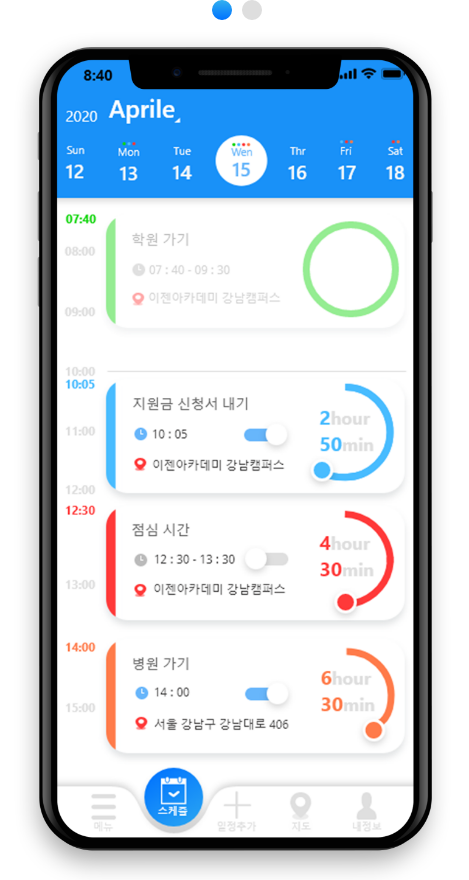 8:40
2020 Aprile
Sun Mon Tue Wen Thr Fri Sat
12 13 14 15 16 17 18
07:40
학원 가기
08:00
07 : 40 - 09 : 30
이젠아카데미 강남캠퍼스
09:00
10:00
10:05
지원금 신청서 내기
2hour
11:00
10 : 05
50min
이젠아카데미 강남캠퍼스
12:00
12:30
점심 시간
4hour
12 : 30 - 13 : 30
30min
13:00
이젠아카데미 강남캠퍼스
14:00
병원 가기
6hour
14 : 00
30min
15:00
서울 강남구 강남대로 406
메뉴 스케줄 일정추가 지도 내정보